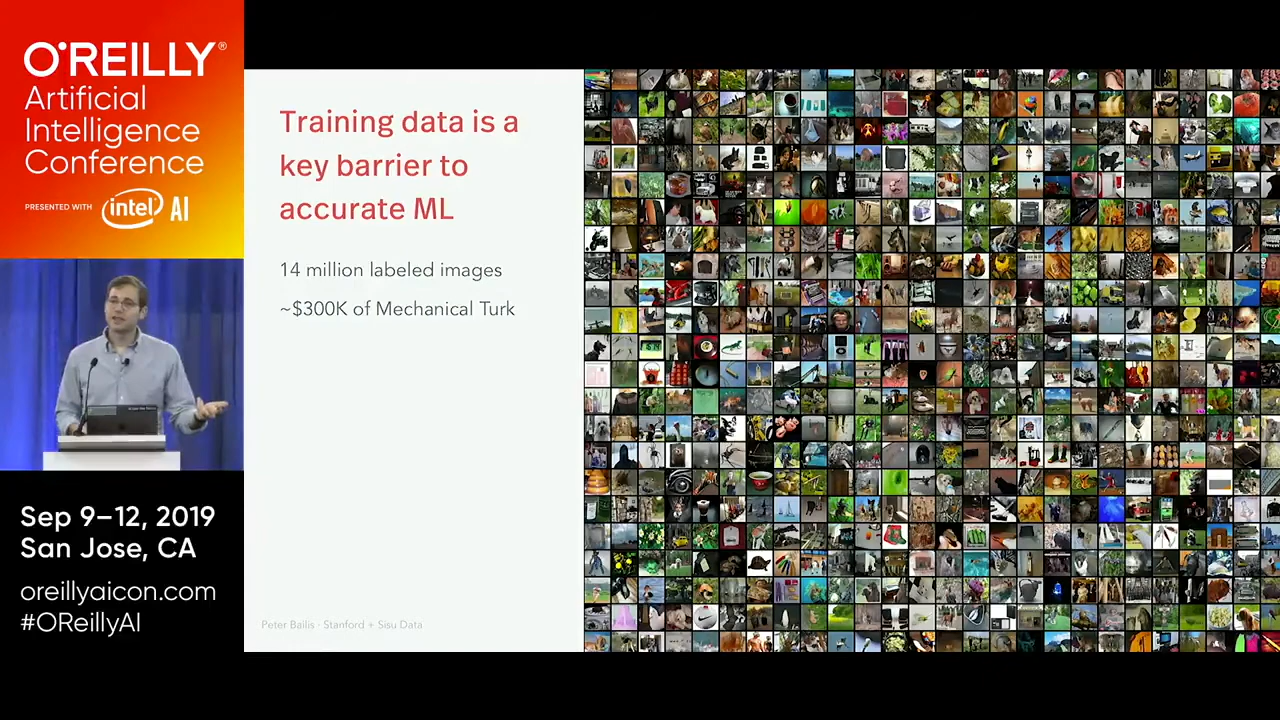 O'REILLY®
Artificial
Intelligence
Conference
PRESENTED WITH intel AI
Sep 9–12, 2019
San Jose, CA
oreillyaicon.com
#OReillyAI
Training data is a
key barrier to
accurate ML
14 million labeled images
~$300K of Mechanical Turk
Peter Bailis · Stanford + Sisu Data